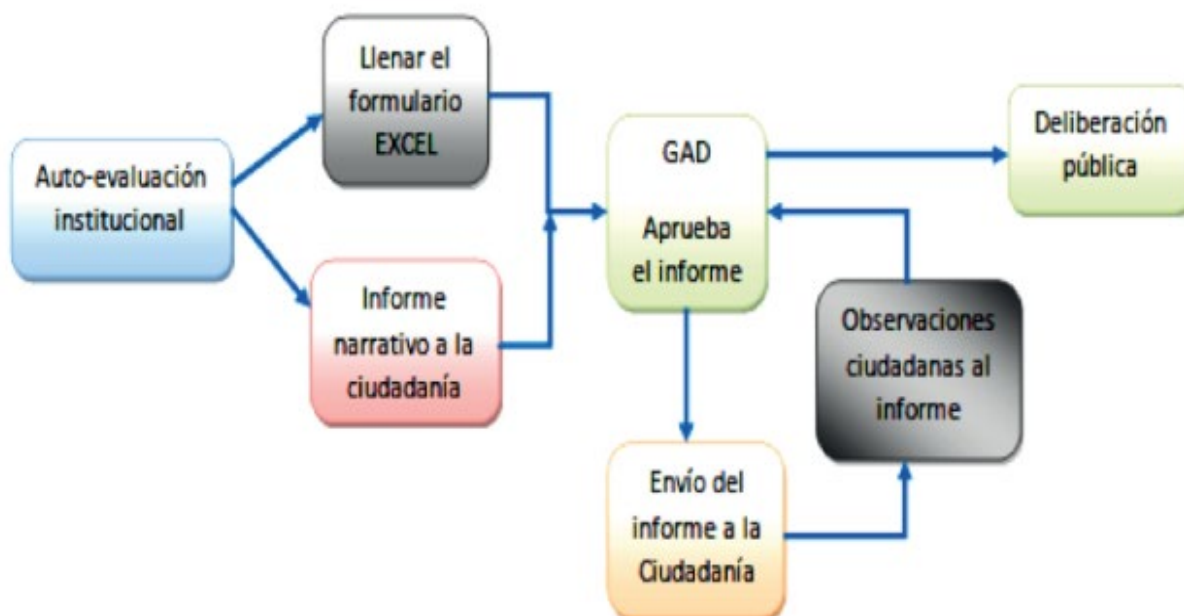 Auto-evaluación
institucional
Llenar el
formulario
EXCEL
Informe
narrativo a la
ciudadanía
GAD
Aprueba
el informe
Envío del
informe a la
Ciudadanía
Observaciones
ciudadanas al
informe
Deliberación
pública